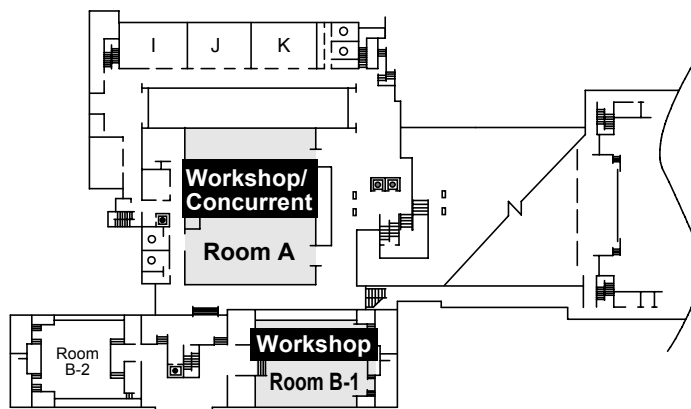 I J K
Workshop/
Concurrent
Room A
N
Workshop
Room B-1
Room
B-2